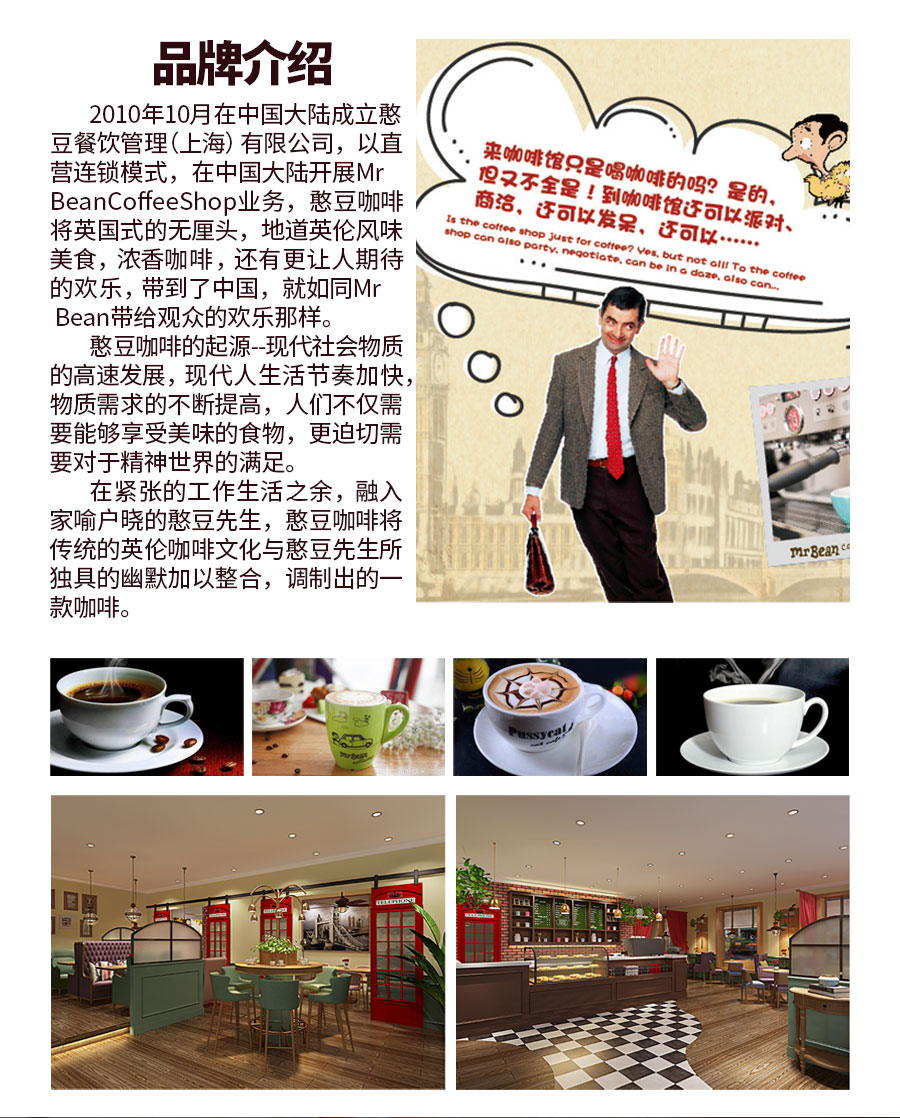 品牌介绍
2010年10月在中国大陆成立憨
豆餐饮管理(上海)有限公司，以直
营连锁模式，在中国大陆开展Mr
BeanCoffeeShop业务，憨豆咖啡
将英国式的无厘头，地道英伦风味
美食，浓香咖啡，还有更让人期待
的欢乐，带到了中国，就如同Mr
Bean带给观众的欢乐那样。
憨豆咖啡的起源--现代社会物质
的高速发展，现代人生活节奏加快，
物质需求的不断提高，人们不仅需
要能够享受美味的食物，更迫切需
要对于精神世界的满足。
在紧张的工作生活之余，融入
家喻户晓的憨豆先生，憨豆咖啡将
传统的英伦咖啡文化与憨豆先生所
独具的幽默加以整合，调制出的一
款咖啡。
来咖啡馆只是喝咖啡的吗？是的，
但又不全是！到咖啡馆还可以派对、
商洽，还可以发呆，还可以……
Is the coffee shop just for coffee? Yes, but not all! To the coffee
shop can also party, negotiate, can be in a daze, also can...
mrBean co
mrBean
Pussycat
TELEPHONE
TELEPHONE